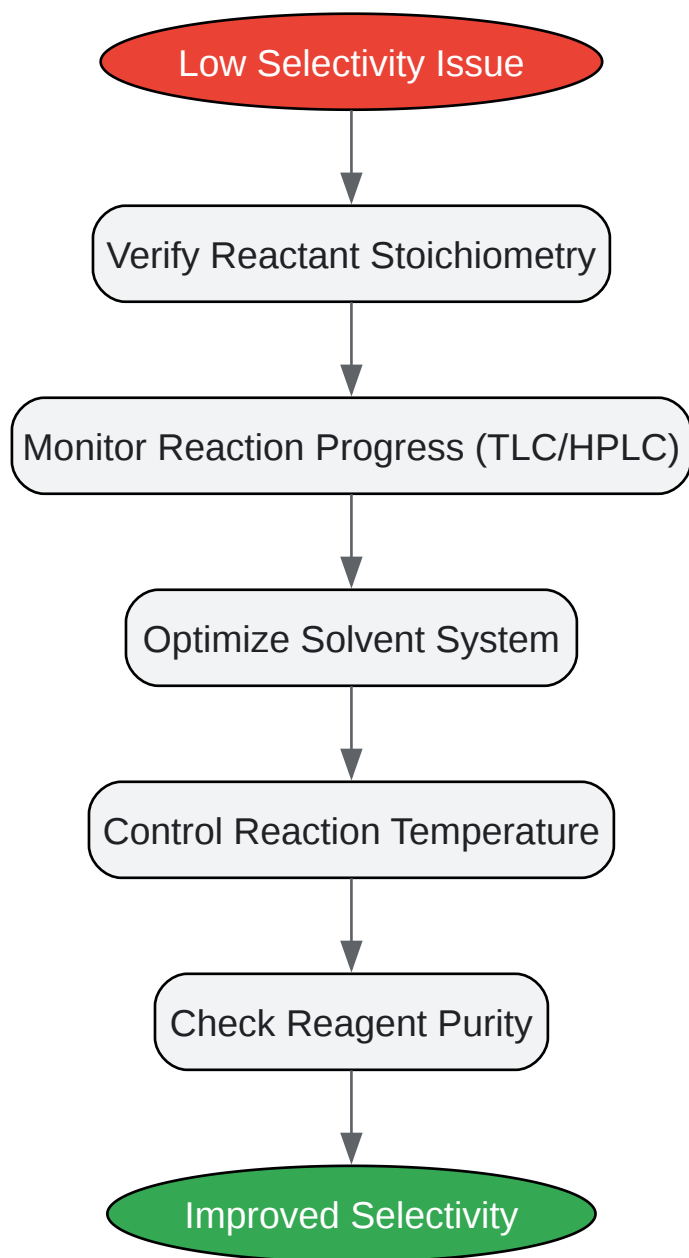 Low Selectivity Issue
Verify Reactant Stoichiometry
Monitor Reaction Progress (TLC/HPLC)
Optimize Solvent System
Control Reaction Temperature
Check Reagent Purity
Improved Selectivity